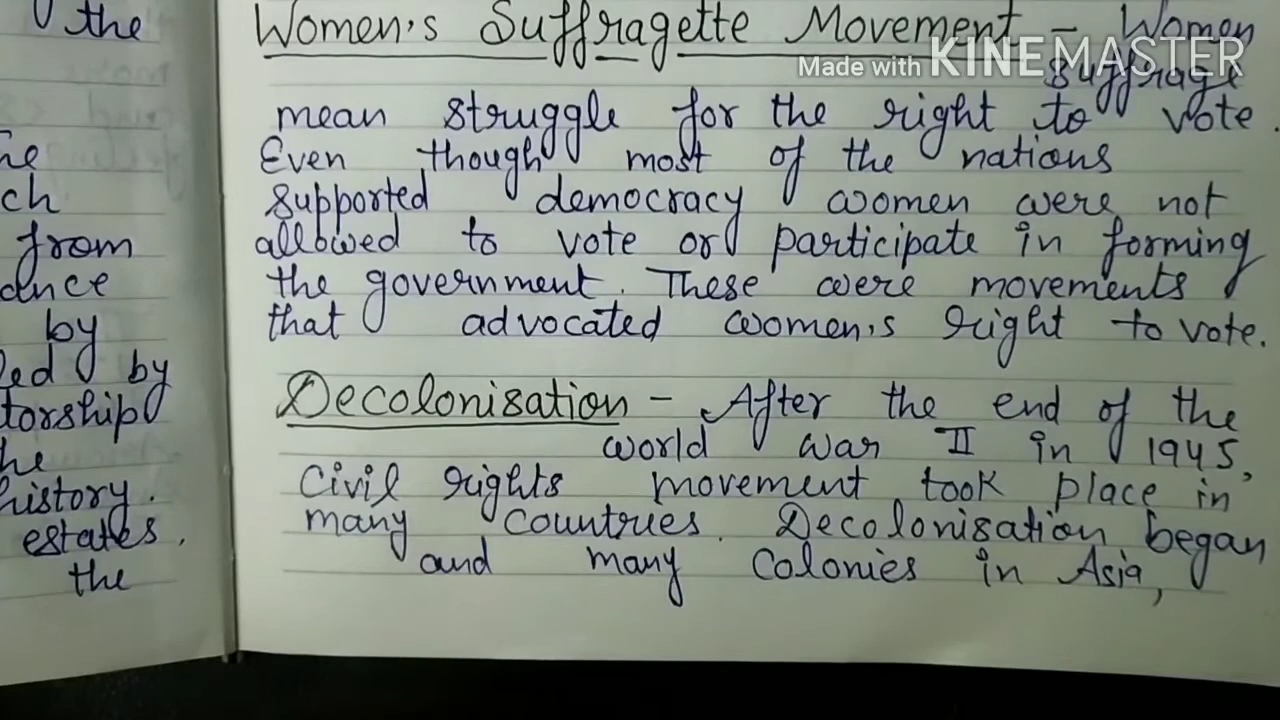 the
he
ch
from
dance
by
led by
torship
he
history.
estates,
the
Women's Suffragette Movement - Women
Suffrage
mean struggle for the right to vote.
Even though most of the nations
supported democracy women were not
allowed to vote or participate in forming
the government. These were movements
that advocated women's right to vote.
Decolonisation - After the end of the
world war II in 1945,
Civil rights movement took place in
many countries. Decolonisation began
and many colonies in Asia,
Made with KINEMASTER